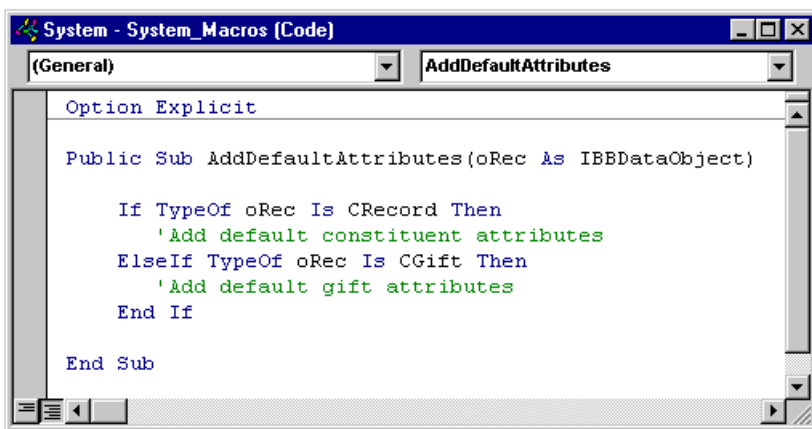 System - System_Macros (Code)
(General) AddDefaultAttributes
Option Explicit
Public Sub AddDefaultAttributes(oRec As IBBDataObject)
If TypeOf oRec Is CRecord Then
'Add default constituent attributes
ElseIf TypeOf oRec Is CGift Then
'Add default gift attributes
End If
End Sub